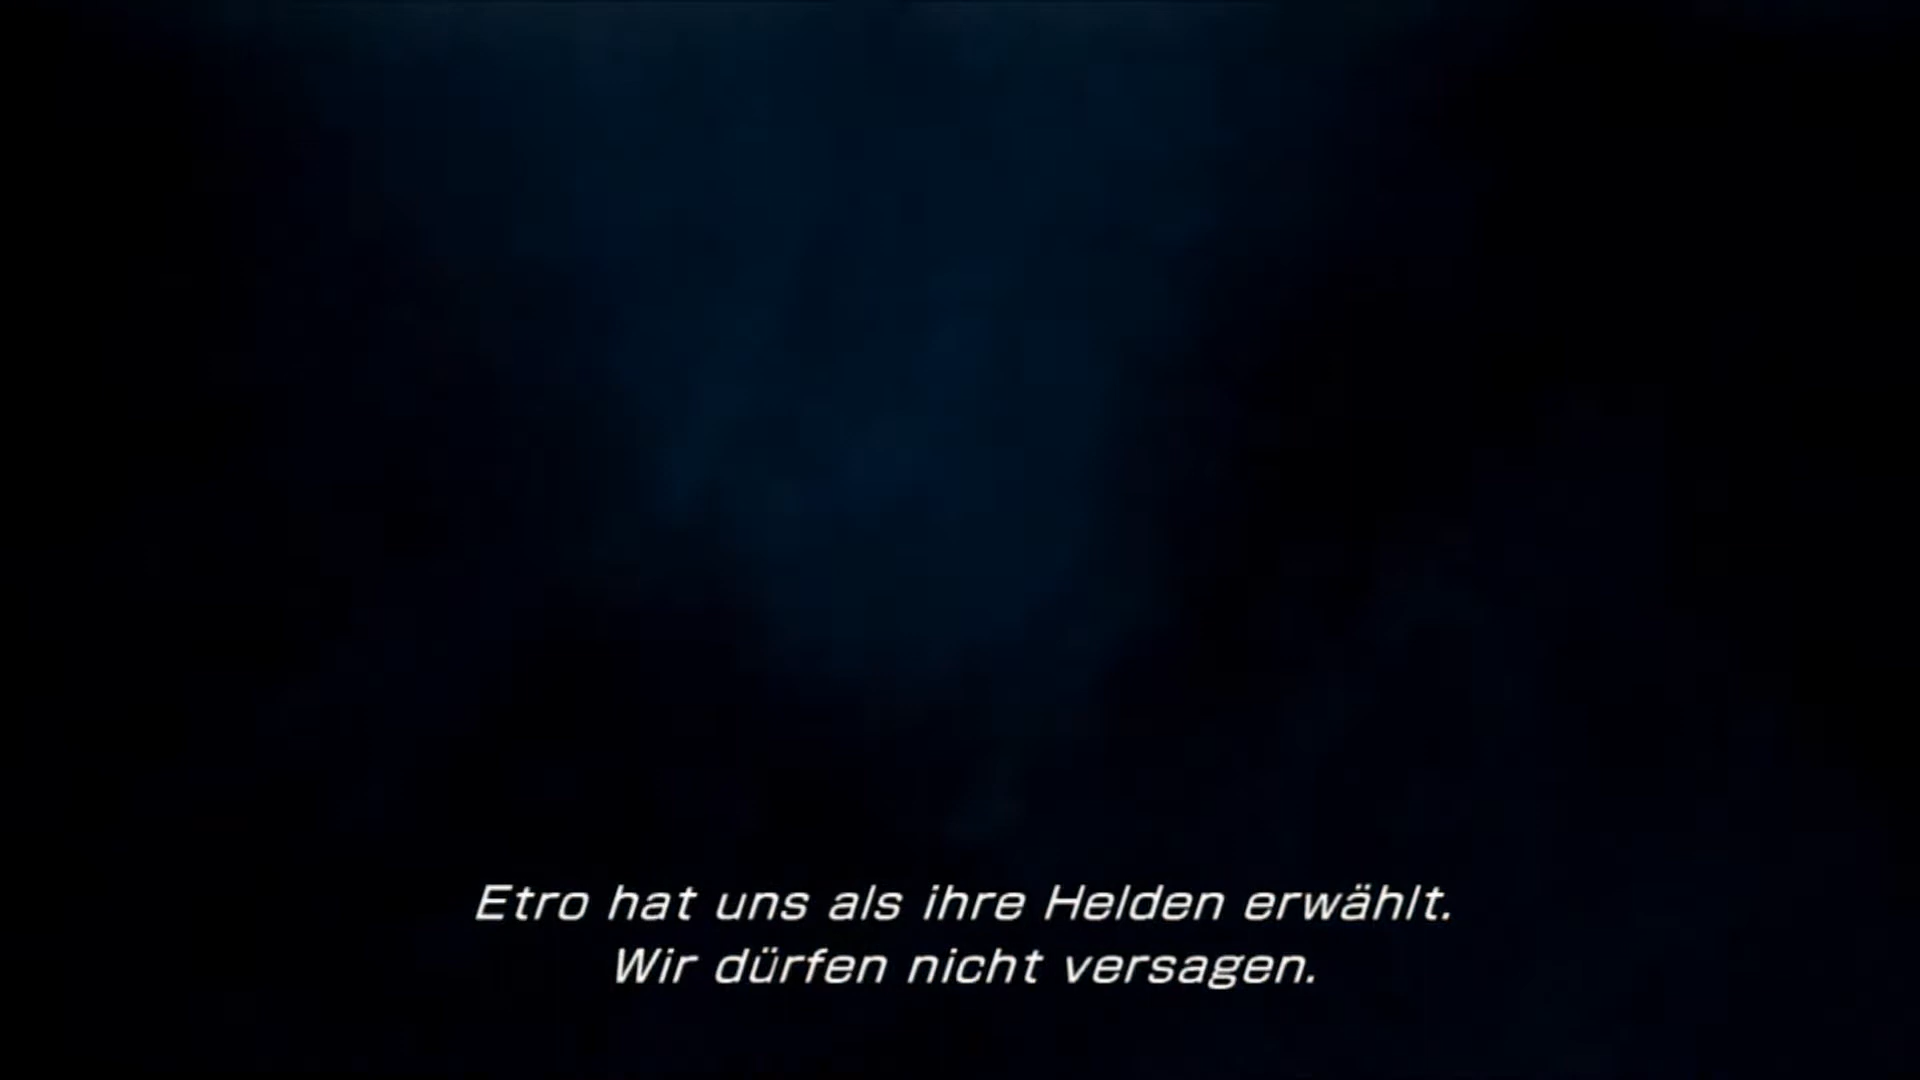 Etro hat uns als ihre Helden erwählt.
Wir dürfen nicht versagen.